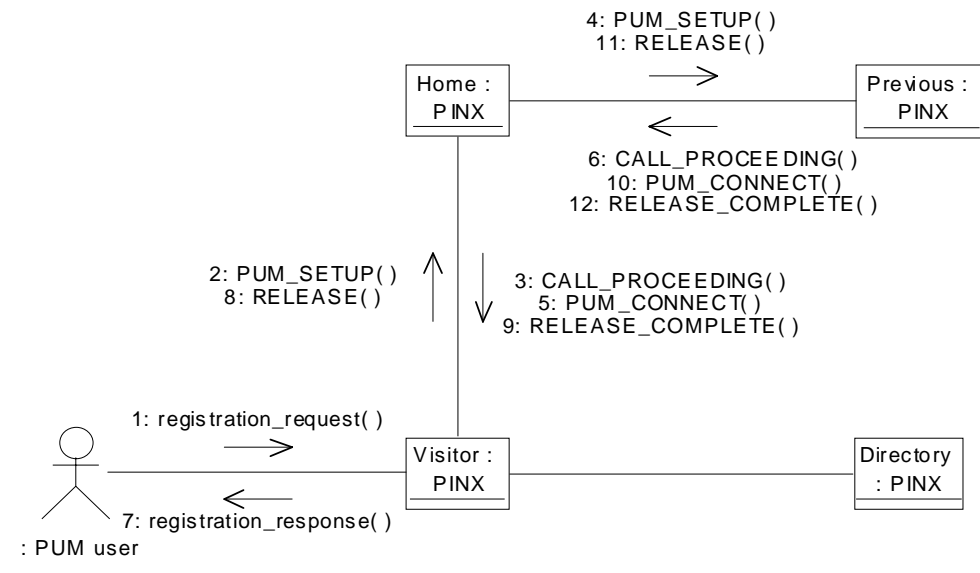 4: PUM_SETUP( )
11: RELEASE( )
Home :
PINX
Previous :
PINX
6: CALL_PROCEEDING( )
10: PUM_CONNECT( )
12: RELEASE_COMPLETE( )
2: PUM_SETUP( )
8: RELEASE( )
3: CALL_PROCEEDING( )
5: PUM_CONNECT( )
9: RELEASE_COMPLETE( )
1: registration_request( )
Visitor :
PINX
Directory
: PINX
7: registration_response( )
: PUM user